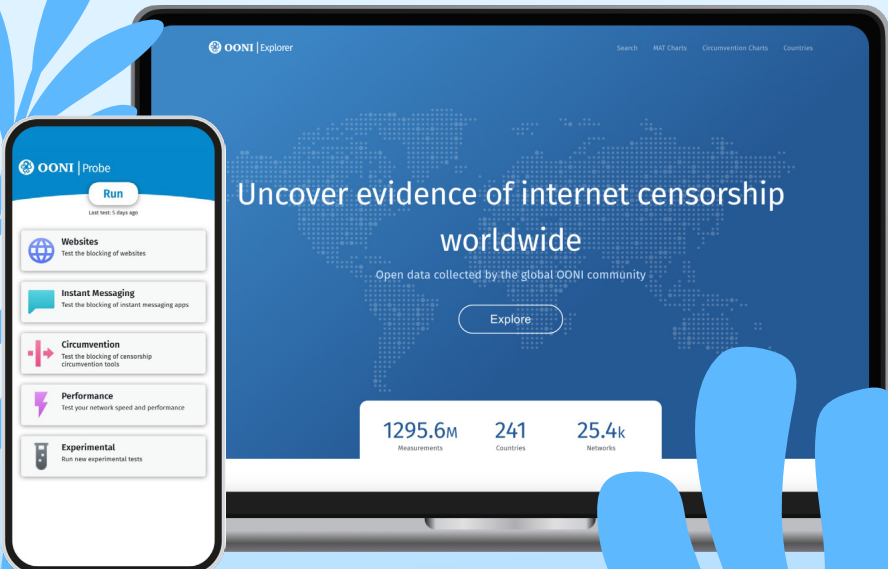 OONI | Explorer
Search MAT Charts Circumvention Charts Countries
Uncover evidence of internet censorship
worldwide
Open data collected by the global OONI community
Explore
1295.6M 241 25.4k
Measurements Countries Networks
OONI | Probe
Run
Last test: 5 days ago
Websites
Test the blocking of websites
Instant Messaging
Test the blocking of instant messaging apps
Circumvention
Test the blocking of censorship
circumvention tools
Performance
Test your network speed and performance
Experimental
Run new experimental tests